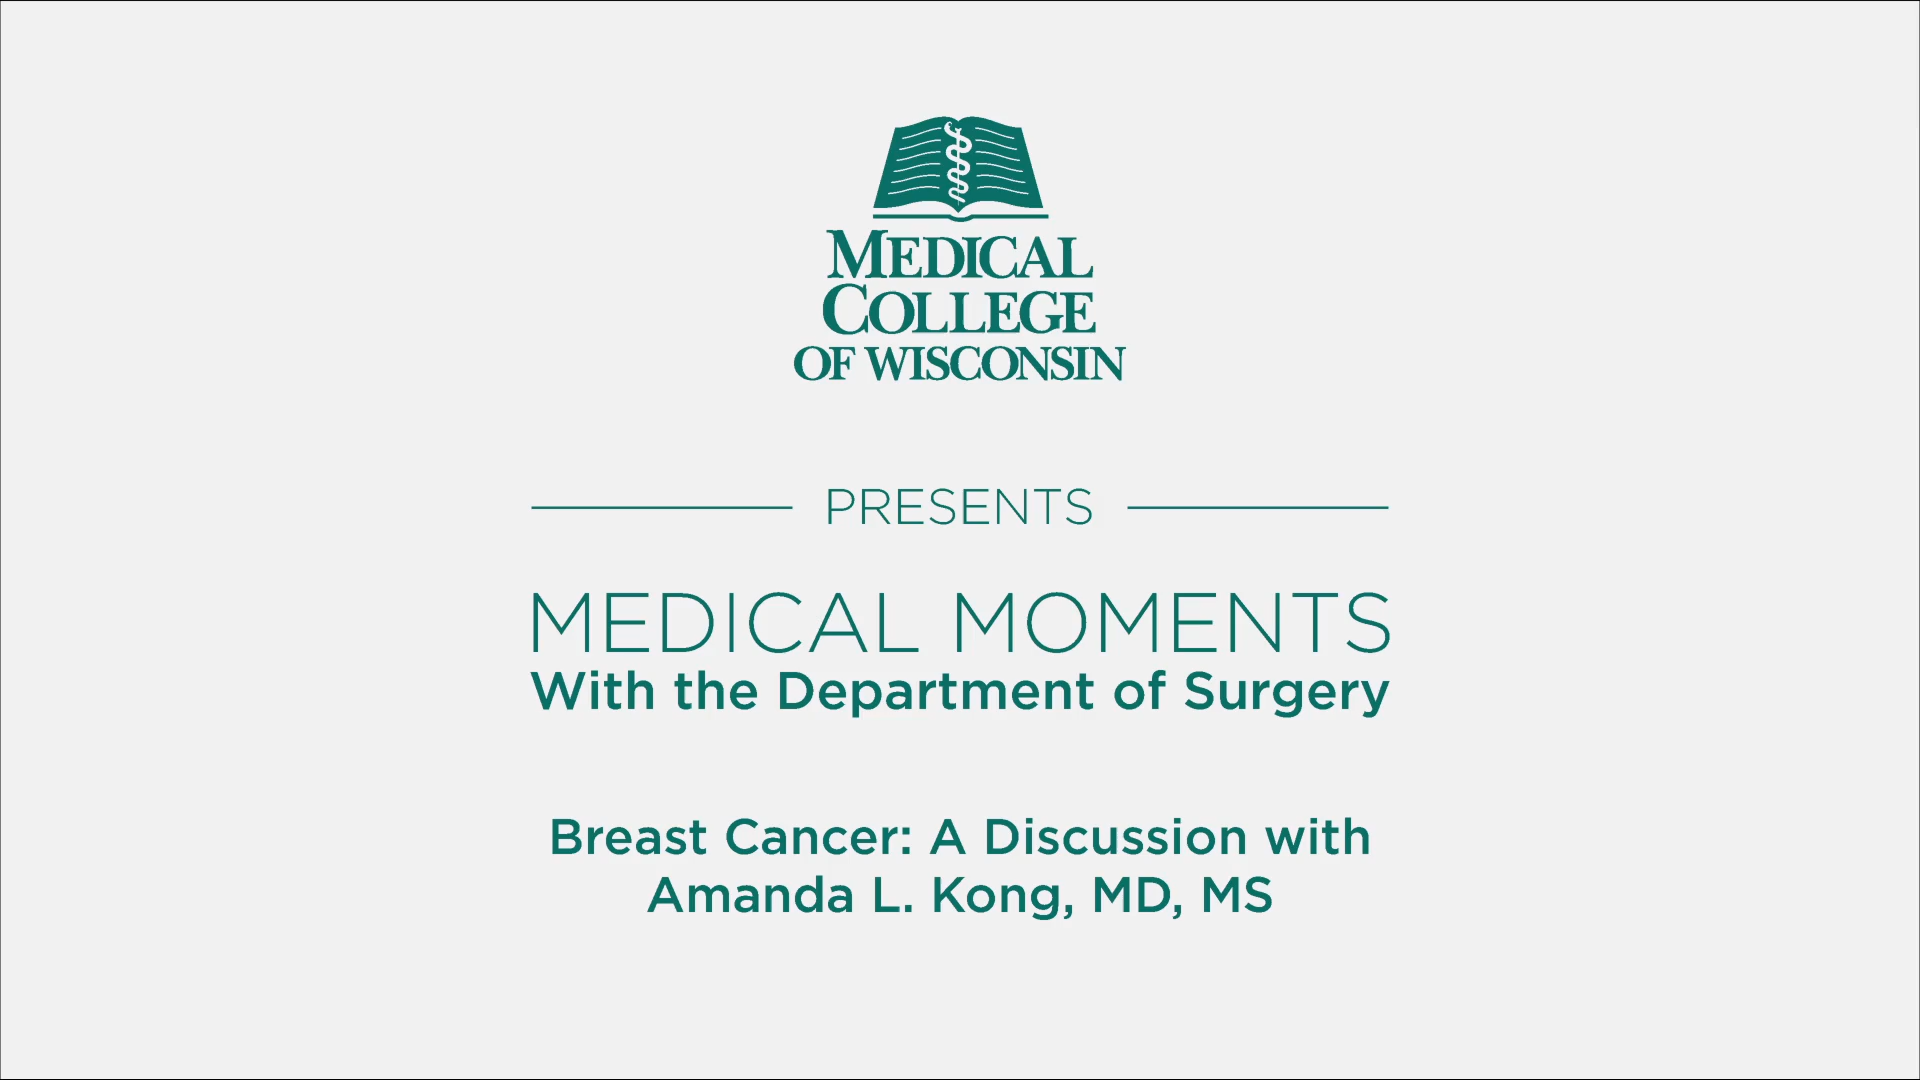 MEDICAL
COLLEGE
OF WISCONSIN
PRESENTS
MEDICAL MOMENTS
With the Department of Surgery
Breast Cancer: A Discussion with
Amanda L. Kong, MD, MS